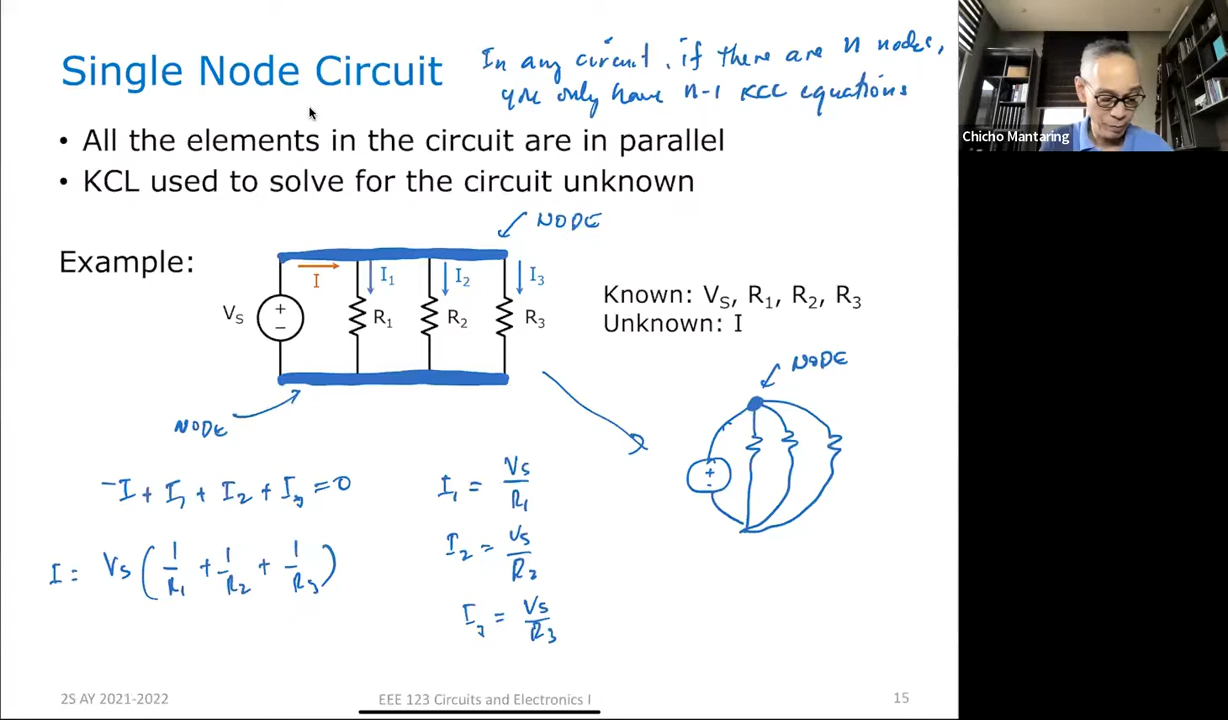 Single Node Circuit
In any circuit, if there are n nodes,
you only have n-1 KCL equations
• All the elements in the circuit are in parallel
• KCL used to solve for the circuit unknown
NODE
Example:
I
I1
I2
I3
VS
+
−
R1
R2
R3
Known: VS, R1, R2, R3
Unknown: I
NODE
NODE
+
-
-I + I1 + I2 + I3 = 0
I1 = Vs/R1
I2 = Vs/R2
I = Vs (1/R1 + 1/R2 + 1/R3)
I3 = Vs/R3
2S AY 2021-2022
EEE 123 Circuits and Electronics I
15
Chicho Mantaring